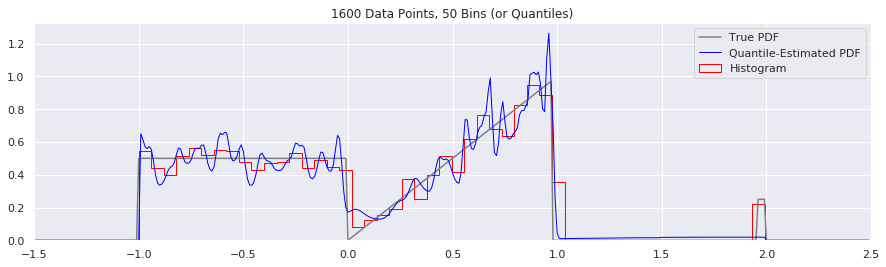 1600 Data Points, 50 Bins (or Quantiles)
True PDF
Quantile-Estimated PDF
Histogram
1.2
1.0
0.8
0.6
0.4
0.2
0.0
−1.5 −1.0 −0.5 0.0 0.5 1.0 1.5 2.0 2.5